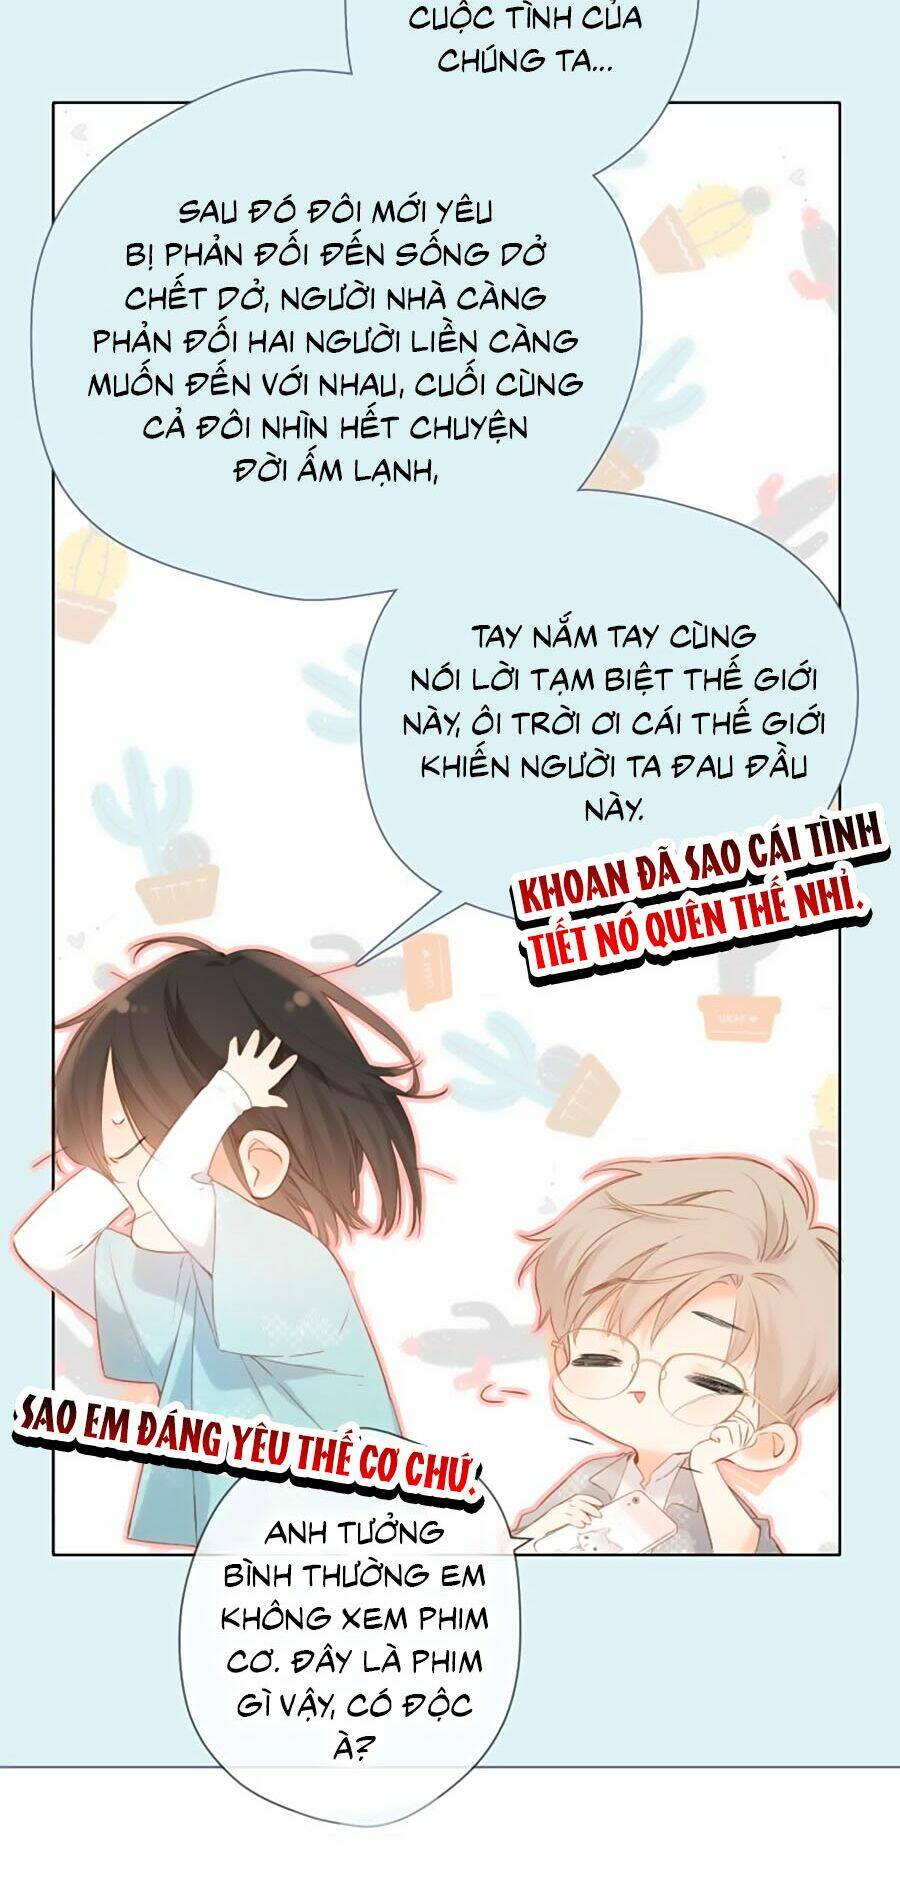 CUỘC TÌNH CỦA
CHÚNG TA...
SAU ĐÓ ĐÔI MỚI YÊU
BỊ PHẢN ĐỐI ĐẾN SỐNG DỞ
CHẾT DỞ, NGƯỜI NHÀ CÀNG
PHẢN ĐỐI HAI NGƯỜI LIỀN CÀNG
MUỐN ĐẾN VỚI NHAU, CUỐI CÙNG
CẢ ĐÔI NHÌN HẾT CHUYỆN
ĐỜI ẤM LẠNH,
TAY NẮM TAY CÙNG
NÓI LỜI TẠM BIỆT THẾ GIỚI
NÀY, ÔI TRỜI ƠI CÁI THẾ GIỚI
KHIẾN NGƯỜI TA ĐAU ĐẦU
NÀY.
KHOAN ĐÃ SAO CÁI TÌNH
TIẾT NÓ QUÊN THẾ NHỈ.
SAO EM ĐÁNG YÊU THẾ CƠ CHỨ.
ANH TƯỞNG
BÌNH THƯỜNG EM
KHÔNG XEM PHIM
CƠ. ĐÂY LÀ PHIM
GÌ VẬY, CÓ ĐỘC
À?